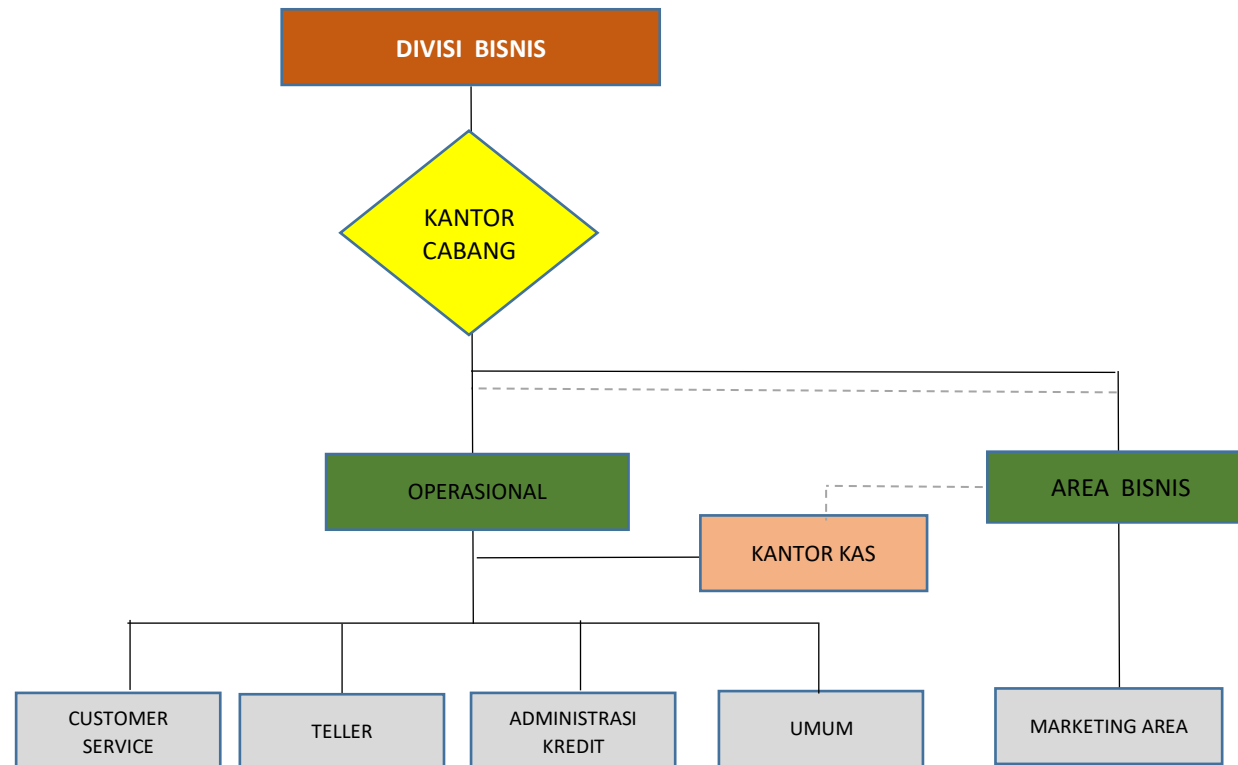 DIVISI BISNIS
KANTOR
CABANG
OPERASIONAL
AREA BISNIS
KANTOR KAS
CUSTOMER
SERVICE
TELLER
ADMINISTRASI
KREDIT
UMUM
MARKETING AREA